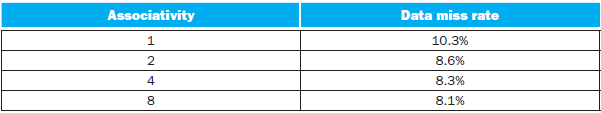 Associativity Data miss rate
1 10.3%
2 8.6%
4 8.3%
8 8.1%